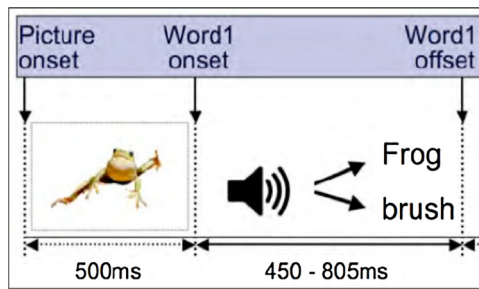 Picture
onset
Word1
onset
Word1
offset
Frog
brush
500ms
450 - 805ms